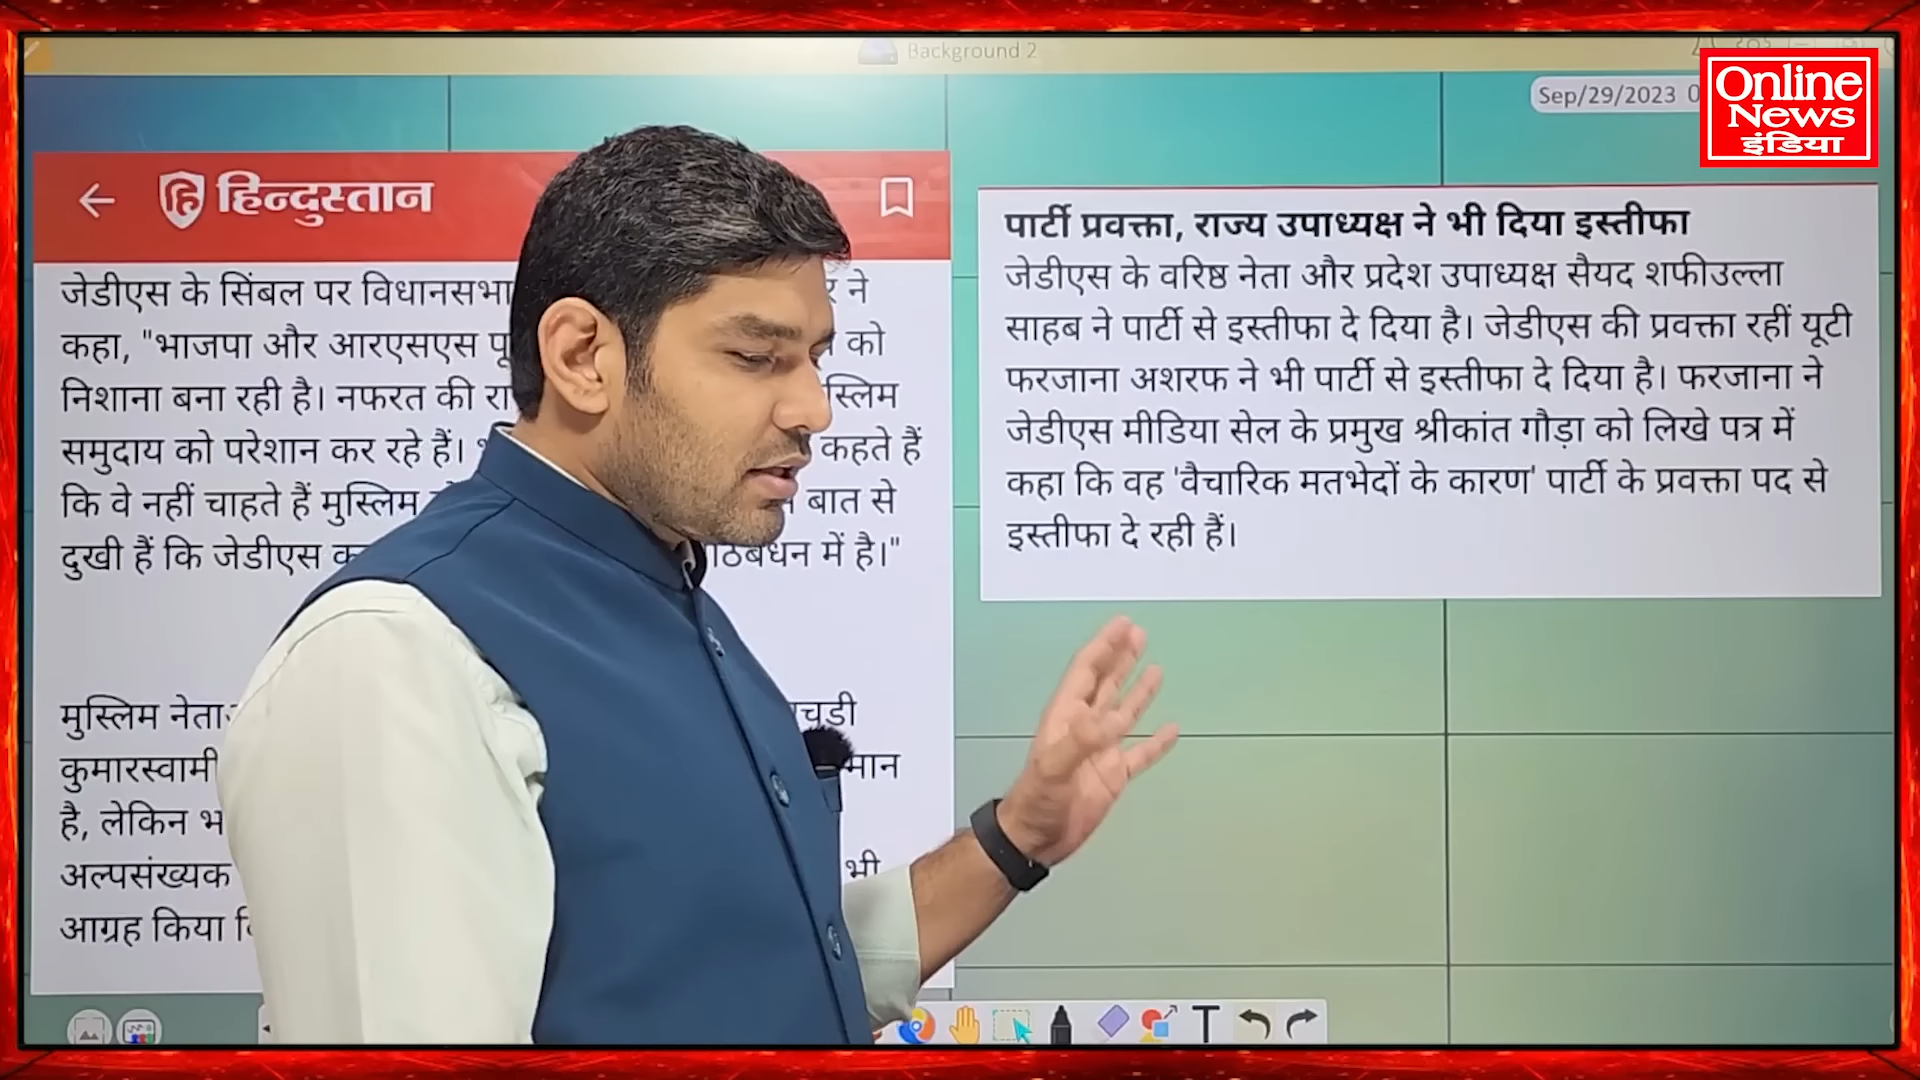 Background 2
Sep/29/2023
Online
News
इंडिया
हिन्दुस्तान
जेडीएस के सिंबल पर विधानसभा ने
कहा, "भाजपा और आरएसएस को
निशाना बना रही है। नफरत की
समुदाय को परेशान कर रहे हैं। कहते हैं
कि वे नहीं चाहते हैं मुस्लिम बात से
दुखी हैं कि जेडीएस में है।"
मुस्लिम
कुमारस्वामी
है, लेकिन
अल्पसंख्यक भी
आग्रह किया
पार्टी प्रवक्ता, राज्य उपाध्यक्ष ने भी दिया इस्तीफा
जेडीएस के वरिष्ठ नेता और प्रदेश उपाध्यक्ष सैयद शफीउल्ला
साहब ने पार्टी से इस्तीफा दे दिया है। जेडीएस की प्रवक्ता रहीं यूटी
फरजाना अशरफ ने भी पार्टी से इस्तीफा दे दिया है। फरजाना ने
जेडीएस मीडिया सेल के प्रमुख श्रीकांत गौड़ा को लिखे पत्र में
कहा कि वह 'वैचारिक मतभेदों के कारण' पार्टी के प्रवक्ता पद से
इस्तीफा दे रही हैं।